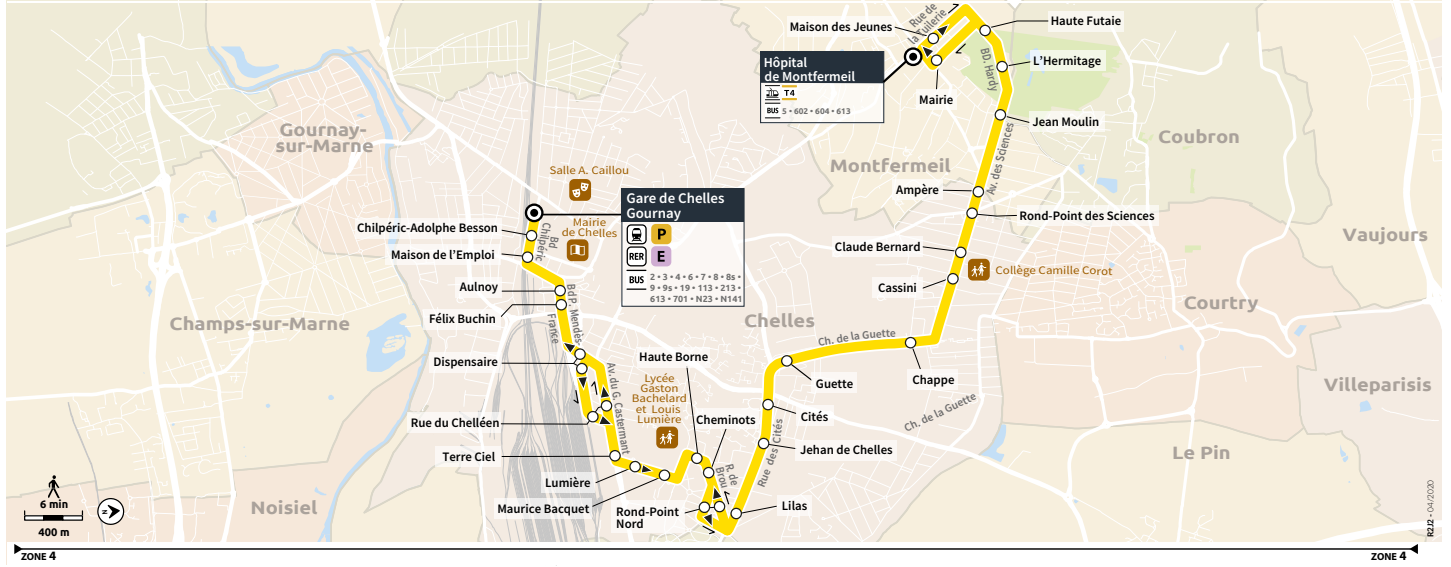 Rue de
la Tuilerie
Maison des Jeunes
Haute Futaie
Hôpital
de Montfermeil
T4
BUS 5 • 602 • 604 • 613
BD. Hardy
L'Hermitage
Mairie
Jean Moulin
Gournay-
sur-Marne
Coubron
Montfermeil
Av. des Sciences
Salle A. Caillou
Ampère
Gare de Chelles
Gournay
P
RER E
BUS 2 • 3 • 4 • 6 • 7 • 8 • 8s •
9 • 9s • 19 • 113 • 213 •
613 • 701 • N23 • N141
Rond-Point des Sciences
Chilpéric-Adolphe Besson
Bd
Chilpéric
Mairie
de Chelles
Vaujours
Maison de l'Emploi
Claude Bernard
Collège Camille Corot
Aulnoy
Cassini
Bd P. Mendès-
France
Courtry
Félix Buchin
Champs-sur-Marne
Chelles
Ch. de la Guette
Dispensaire
Haute Borne
Guette
Chappe
Villeparisis
Av. du G. Castermant
Lycée
Gaston
Bachelard
et Louis
Lumière
Ch. de la Guette
Rue du Chelléen
Cheminots
Cités
Rue des Cités
Jehan de Chelles
Terre Ciel
Le Pin
R. de
Brou
Lumière
Maurice Bacquet
Rond-Point
Nord
Lilas
6 min
400 m
N
Noisiel
R2J2 - 04/2020
ZONE 4
ZONE 4